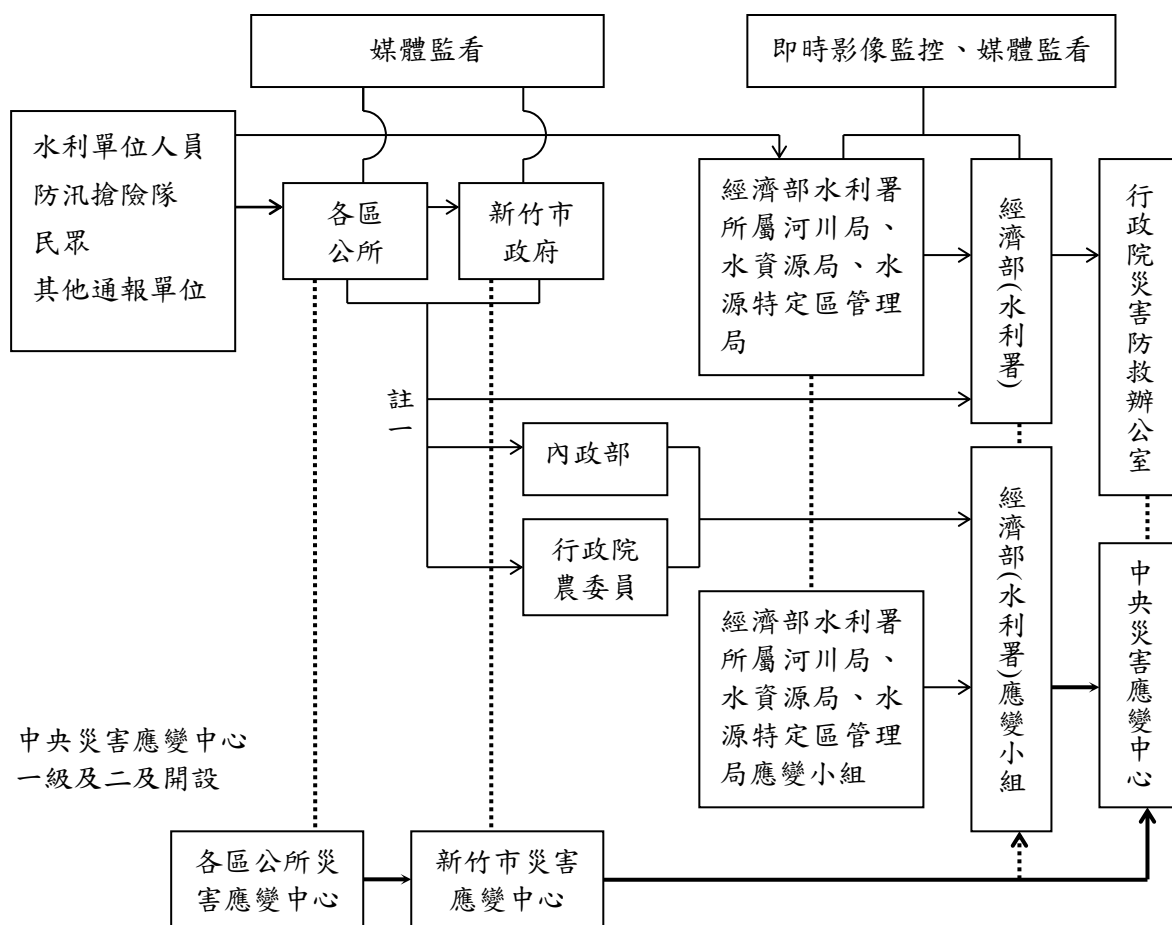 媒體監看
即時影像監控、媒體監看
水利單位人員
防汛搶險隊
民眾
其他通報單位
各區
公所
新竹市
政府
經濟部水利署
所屬河川局、
水資源局、水
源特定區管理
局
經濟部(水利署)
行政院災害防救辦公室
註一
內政部
行政院
農委員
經濟部水利署
所屬河川局、
水資源局、水
源特定區管理
局應變小組
經濟部(水利署)應變小組
中央災害應變中心
中央災害應變中心
一級及二及開設
各區公所災
害應變中心
新竹市災害
應變中心